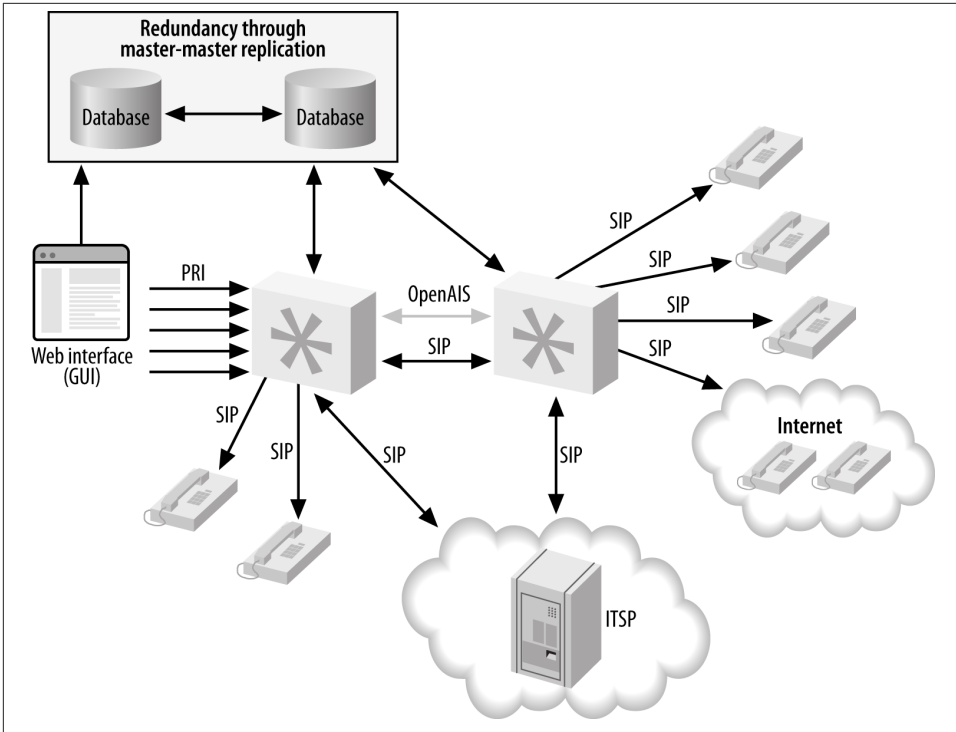 Redundancy through
master-master replication
Database
Database
SIP
SIP
PRI
OpenAIS
SIP
Web interface
(GUI)
SIP
SIP
SIP
Internet
SIP
SIP
SIP
ITSP